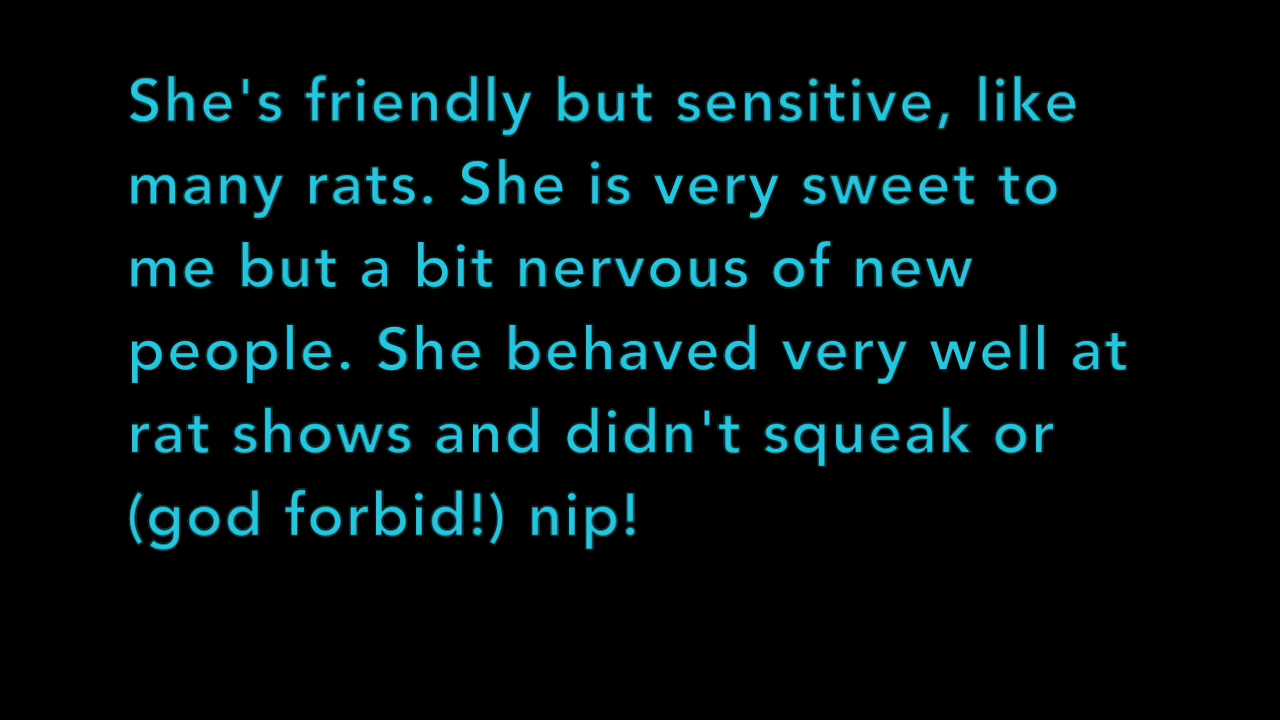 She's friendly but sensitive, like
many rats. She is very sweet to
me but a bit nervous of new
people. She behaved very well at
rat shows and didn't squeak or
(god forbid!) nip!